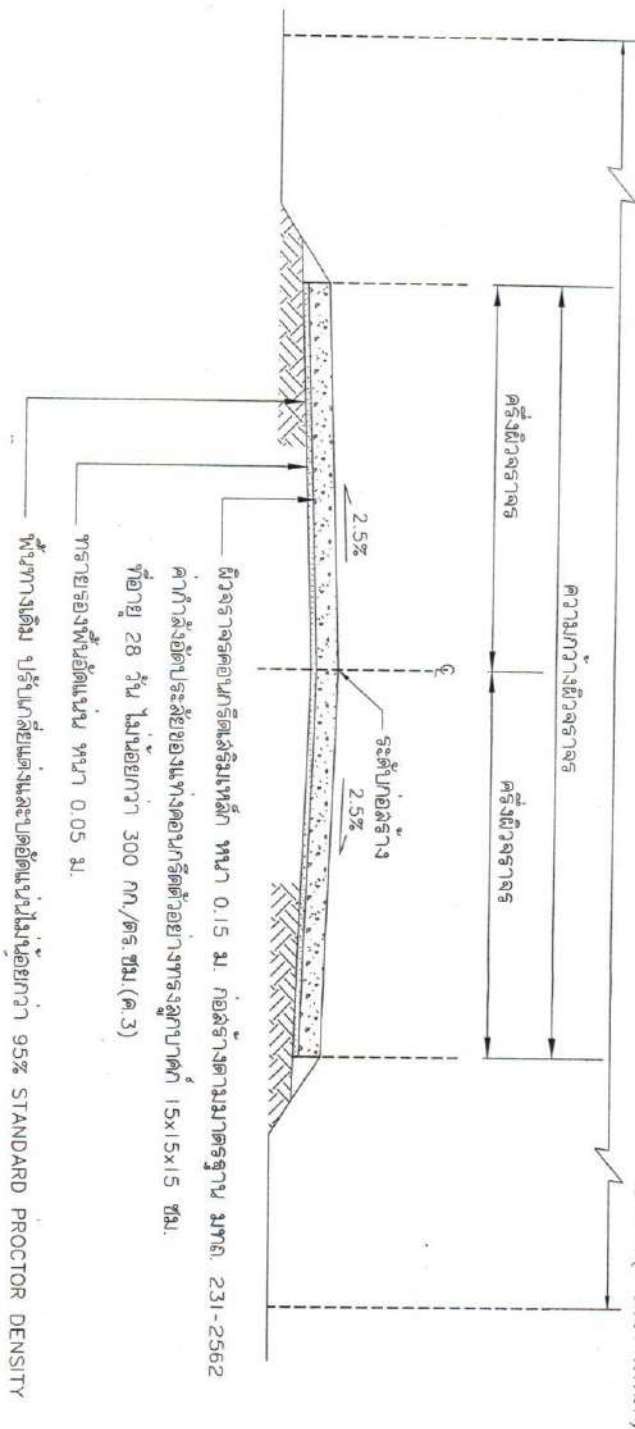 ความกว้างผิวจราจร
ครึ่งผิวจราจร
ครึ่งผิวจราจร
ระดับก่อสร้าง
2.5%
2.5%
ผิวจราจรคอนกรีตเสริมเหล็ก หนา 0.15 ม. ก่อสร้างตามมาตรฐาน มทถ. 231-2562
ค่ากำลังอัดประลัยของแท่งคอนกรีตตัวอย่างทรงลูกบาศก์ 15x15x15 ซม.
ที่อายุ 28 วัน ไม่น้อยกว่า 300 กก./ตร.ซม.(ค.3)
ทรายรองพื้นอัดแน่น หนา 0.05 ม.
พื้นทางเดิม ปรับเกลี่ยแต่งและบดอัดแน่นไม่น้อยกว่า 95% STANDARD PROCTOR DENSITY